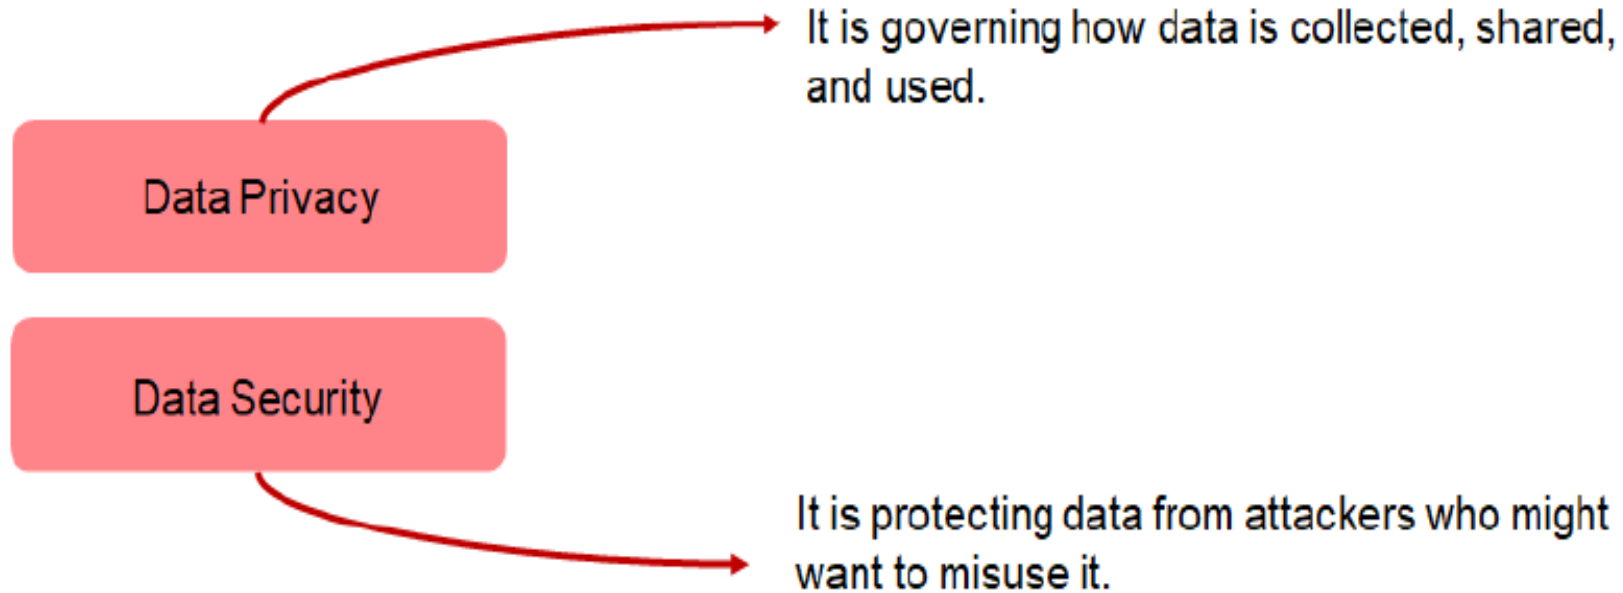 It is governing how data is collected, shared,
and used.
Data Privacy
Data Security
It is protecting data from attackers who might
want to misuse it.